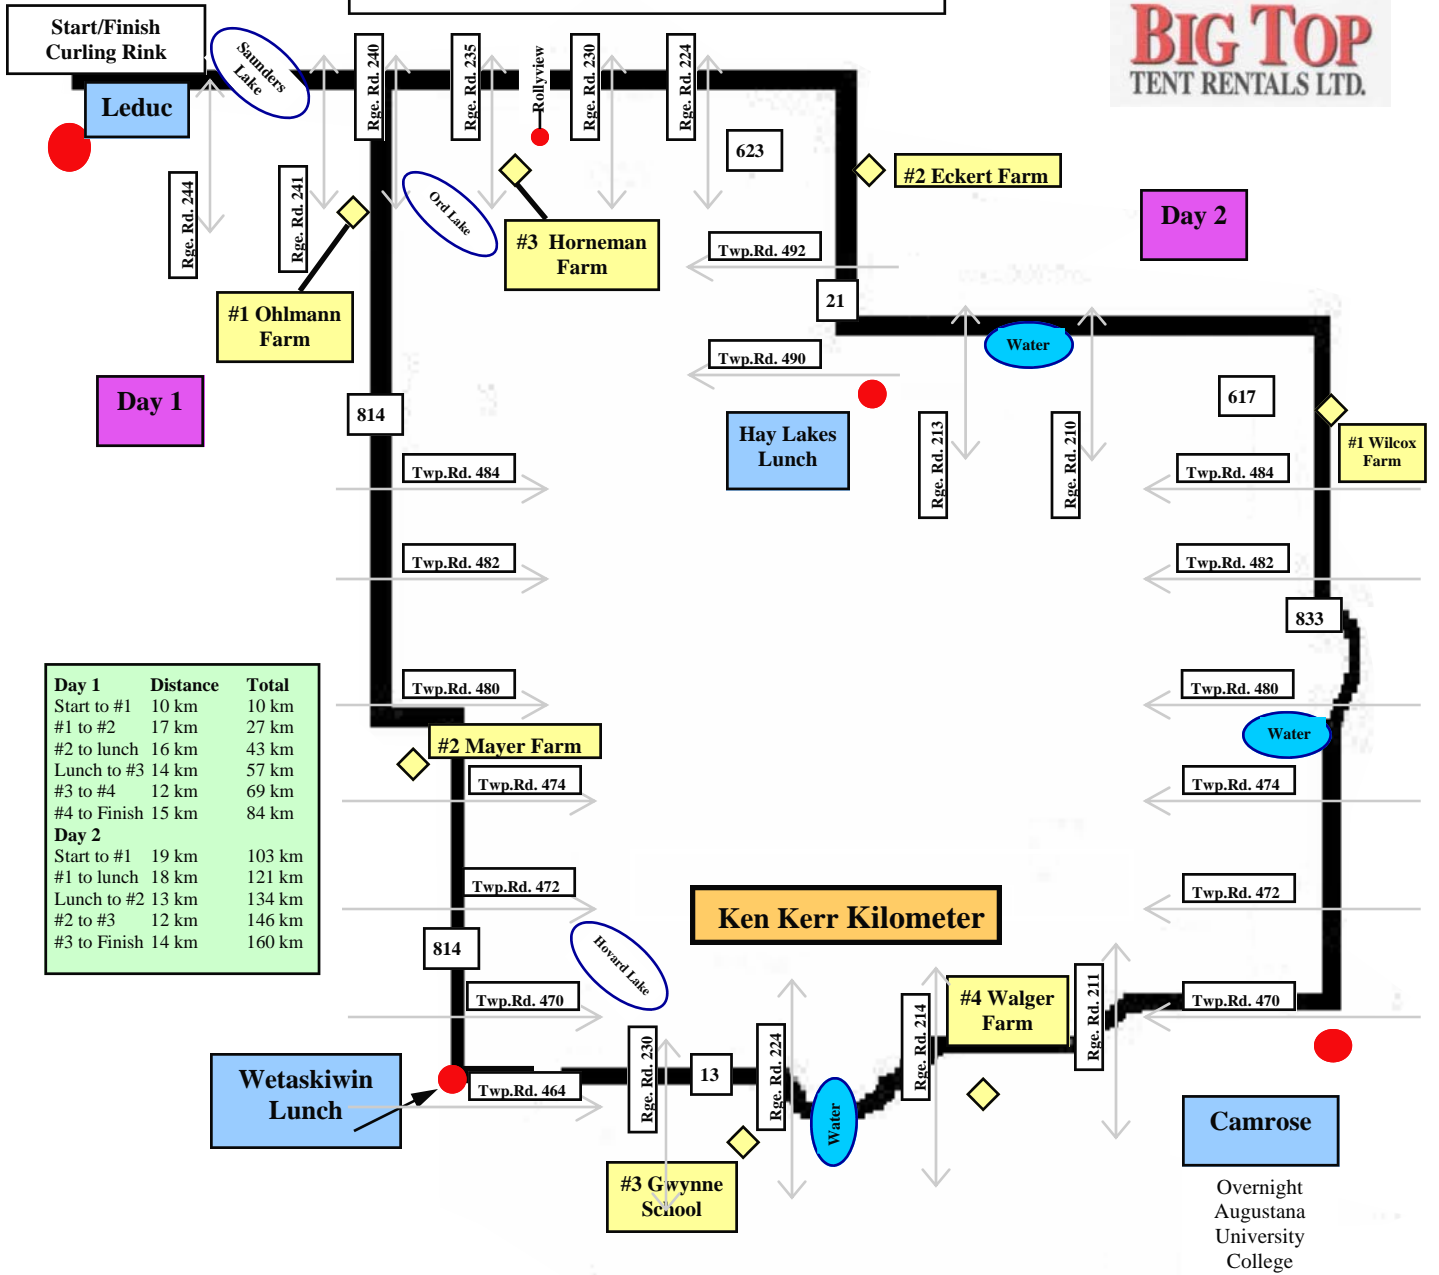 Start/Finish
Curling Rink
BIG TOP
TENT RENTALS LTD.
Saunders
Lake
Rge. Rd. 240
Rge. Rd. 235
Rollyview
Rge. Rd. 230
Rge. Rd. 224
Leduc
623
#2 Eckert Farm
Rge. Rd. 244
Rge. Rd. 241
Ord Lake
#3  Horneman
Farm
Day 2
Twp.Rd. 492
#1 Ohlmann
Farm
21
Water
Twp.Rd. 490
Day 1
814
617
Hay Lakes
Lunch
Rge. Rd. 213
Rge. Rd. 210
#1 Wilcox
Farm
Twp.Rd. 484
Twp.Rd. 484
Twp.Rd. 482
Twp.Rd. 482
833
Day 1 Distance Total
Start to #1 10 km 10 km
#1 to #2 17 km 27 km
#2 to lunch 16 km 43 km
Lunch to #3 14 km 57 km
#3 to #4 12 km 69 km
#4 to Finish 15 km 84 km
Day 2
Start to #1 19 km 103 km
#1 to lunch 18 km 121 km
Lunch to #2 13 km 134 km
#2 to #3 12 km 146 km
#3 to Finish 14 km 160 km
Twp.Rd. 480
Twp.Rd. 480
#2 Mayer Farm
Water
Twp.Rd. 474
Twp.Rd. 474
Twp.Rd. 472
Twp.Rd. 472
Ken Kerr Kilometer
814
Hovard Lake
Twp.Rd. 470
#4 Walger
Farm
Rge. Rd. 211
Twp.Rd. 470
Rge. Rd. 214
Rge. Rd. 230
13
Rge. Rd. 224
Wetaskiwin
Lunch
Twp.Rd. 464
Water
Camrose
#3 Gwynne
School
Overnight
Augustana
University
College